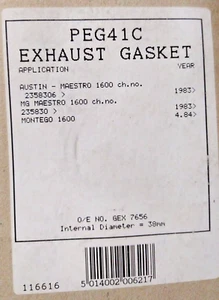 PEG41C
EXHAUST GASKET
APPLICATION YEAR
AUSTIN - MAESTRO 1600 ch.no.
2358306 > 1983>
MG MAESTRO 1600 ch.no.
235830 > 1983>
MONTEGO 1600 4.84>
O/E NO. GEX 7656
Internal Diameter = 38mm
116616
5 014002 006217